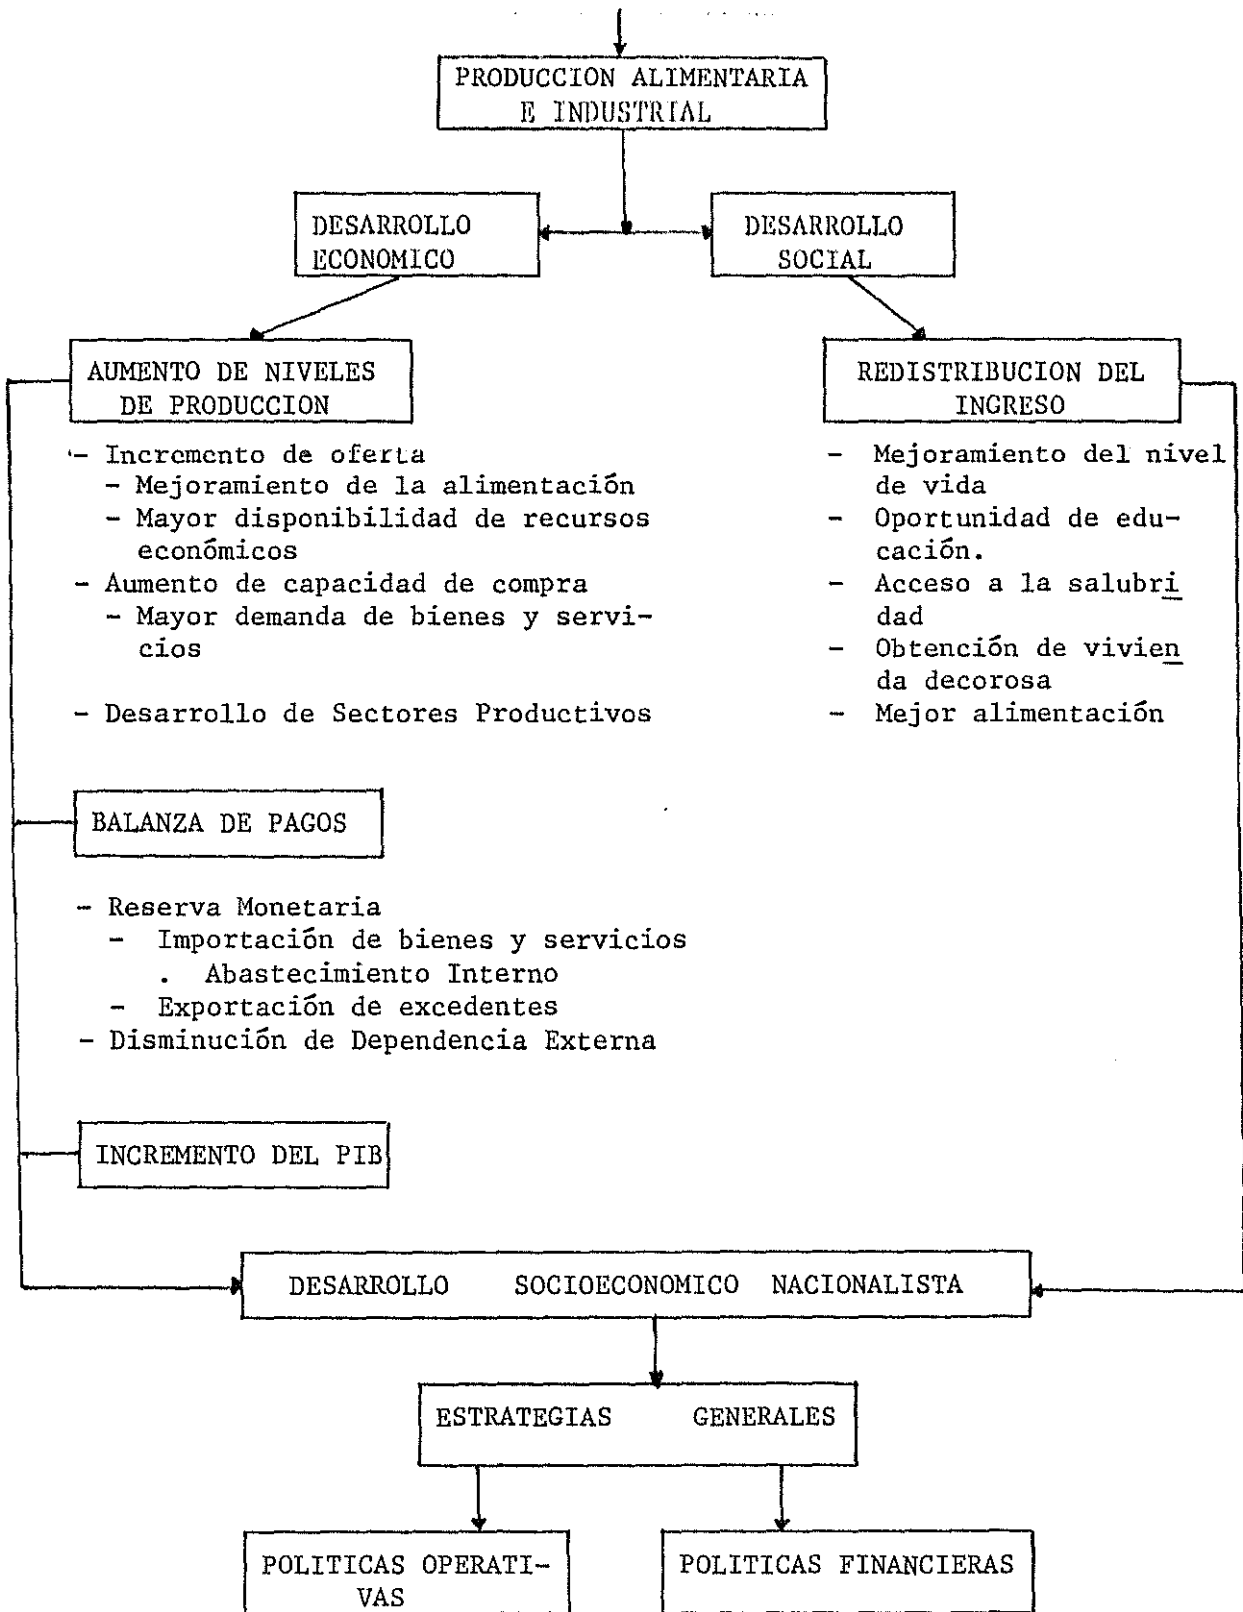 PRODUCCION ALIMENTARIA
E INDUSTRIAL
DESARROLLO
ECONOMICO
DESARROLLO
SOCIAL
AUMENTO DE NIVELES
DE PRODUCCION
- Incremento de oferta
- Mejoramiento de la alimentación
- Mayor disponibilidad de recursos
económicos
- Aumento de capacidad de compra
- Mayor demanda de bienes y servi-
cios
- Desarrollo de Sectores Productivos
REDISTRIBUCION DEL
INGRESO
- Mejoramiento del nivel
de vida
- Oportunidad de edu-
cación.
- Acceso a la salubri
dad
- Obtención de vivien
da decorosa
- Mejor alimentación
BALANZA DE PAGOS
- Reserva Monetaria
- Importación de bienes y servicios
. Abastecimiento Interno
- Exportación de excedentes
- Disminución de Dependencia Externa
INCREMENTO DEL PIB
DESARROLLO SOCIOECONOMICO NACIONALISTA
ESTRATEGIAS GENERALES
POLITICAS OPERATI-
VAS
POLITICAS FINANCIERAS